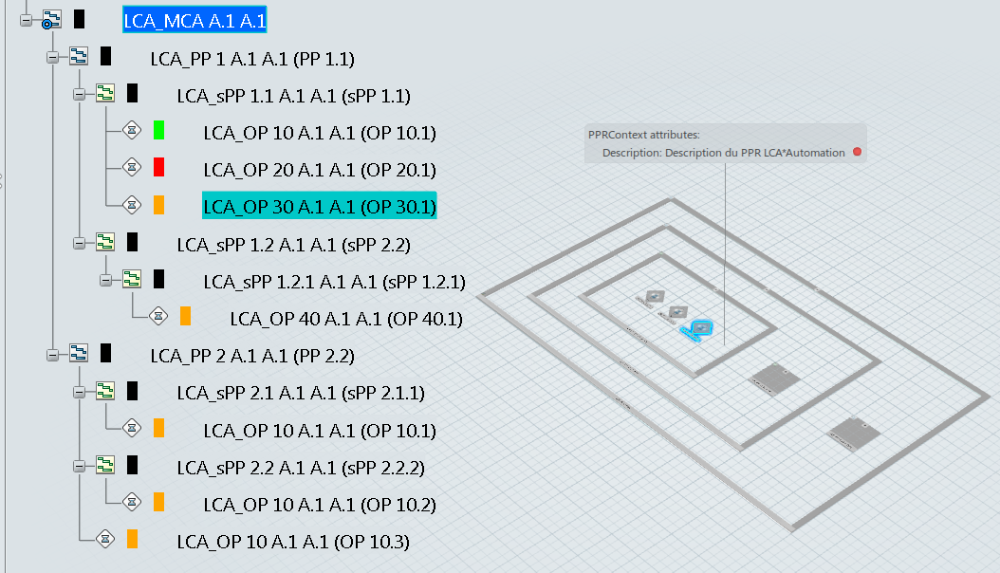 LCA_MCA A.1 A.1
LCA_PP 1 A.1 A.1 (PP 1.1)
LCA_sPP 1.1 A.1 A.1 (sPP 1.1)
LCA_OP 10 A.1 A.1 (OP 10.1)
LCA_OP 20 A.1 A.1 (OP 20.1)
LCA_OP 30 A.1 A.1 (OP 30.1)
LCA_sPP 1.2 A.1 A.1 (sPP 2.2)
LCA_sPP 1.2.1 A.1 A.1 (sPP 1.2.1)
LCA_OP 40 A.1 A.1 (OP 40.1)
LCA_PP 2 A.1 A.1 (PP 2.2)
LCA_sPP 2.1 A.1 A.1 (sPP 2.1.1)
LCA_OP 10 A.1 A.1 (OP 10.1)
LCA_sPP 2.2 A.1 A.1 (sPP 2.2.2)
LCA_OP 10 A.1 A.1 (OP 10.2)
LCA_OP 10 A.1 A.1 (OP 10.3)
PPRContext attributes:
Description: Description du PPR LCA*Automation